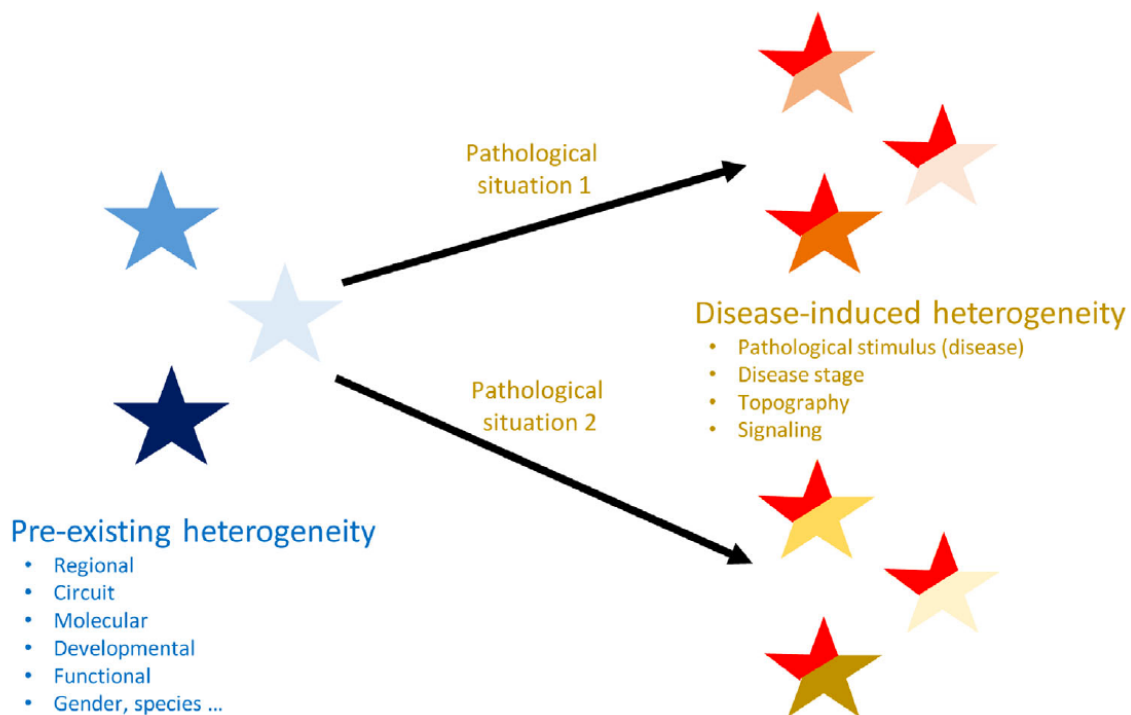 Pathological
situation 1
Disease-induced heterogeneity
• Pathological stimulus (disease)
• Disease stage
• Topography
• Signaling
Pathological
situation 2
Pre-existing heterogeneity
• Regional
• Circuit
• Molecular
• Developmental
• Functional
• Gender, species ...